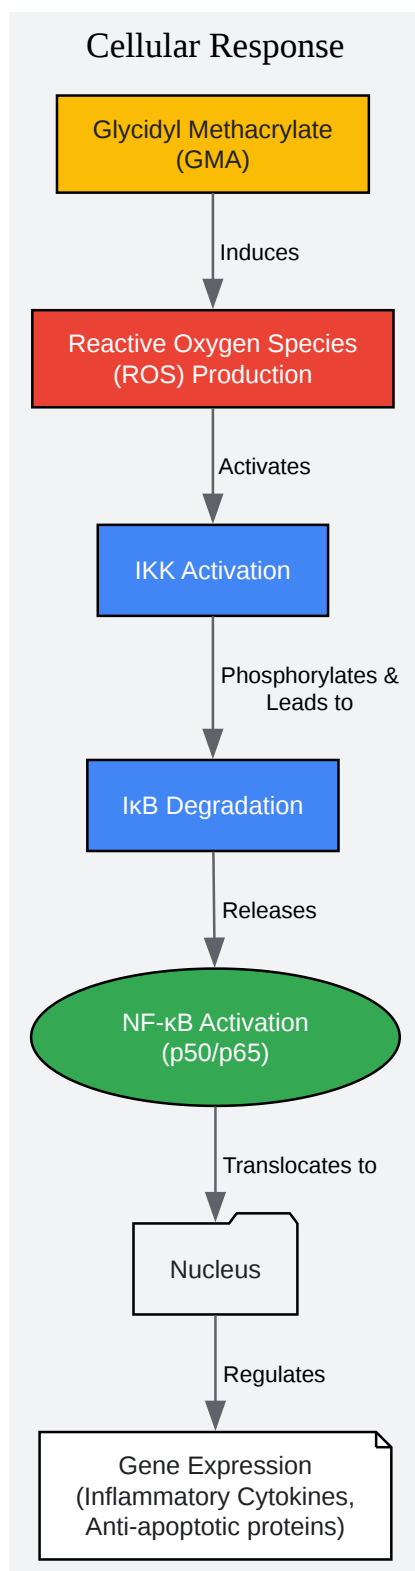 Cellular Response
Glycidyl Methacrylate
(GMA)
Induces
Reactive Oxygen Species
(ROS) Production
Activates
IKK Activation
Phosphorylates &
Leads to
IκB Degradation
Releases
NF-κB Activation
(p50/p65)
Translocates to
Nucleus
Regulates
Gene Expression
(Inflammatory Cytokines,
Anti-apoptotic proteins)